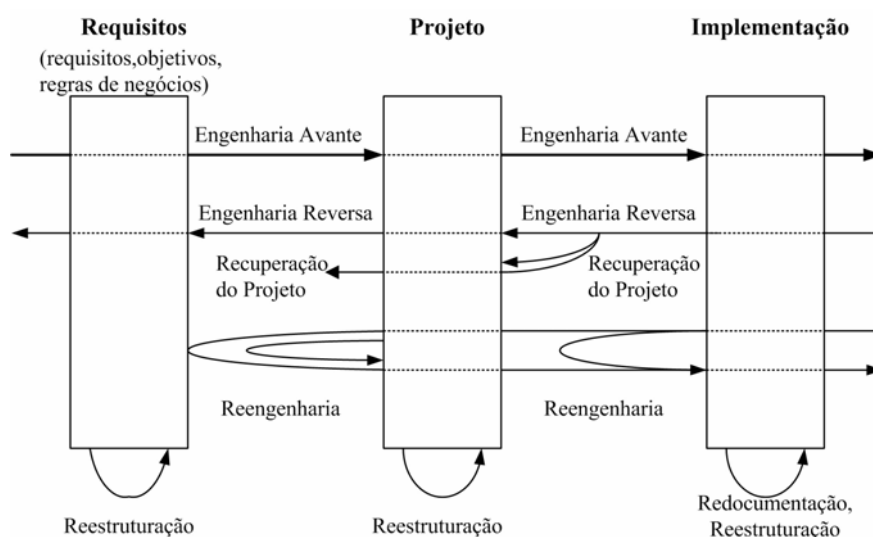 Requisitos
Projeto
Implementação
(requisitos,objetivos,
regras de negócios)
Engenharia Avante
Engenharia Avante
Engenharia Reversa
Engenharia Reversa
Recuperação
do Projeto
Recuperação
do Projeto
Reengenharia
Reengenharia
Reestruturação
Reestruturação
Redocumentação,
Reestruturação